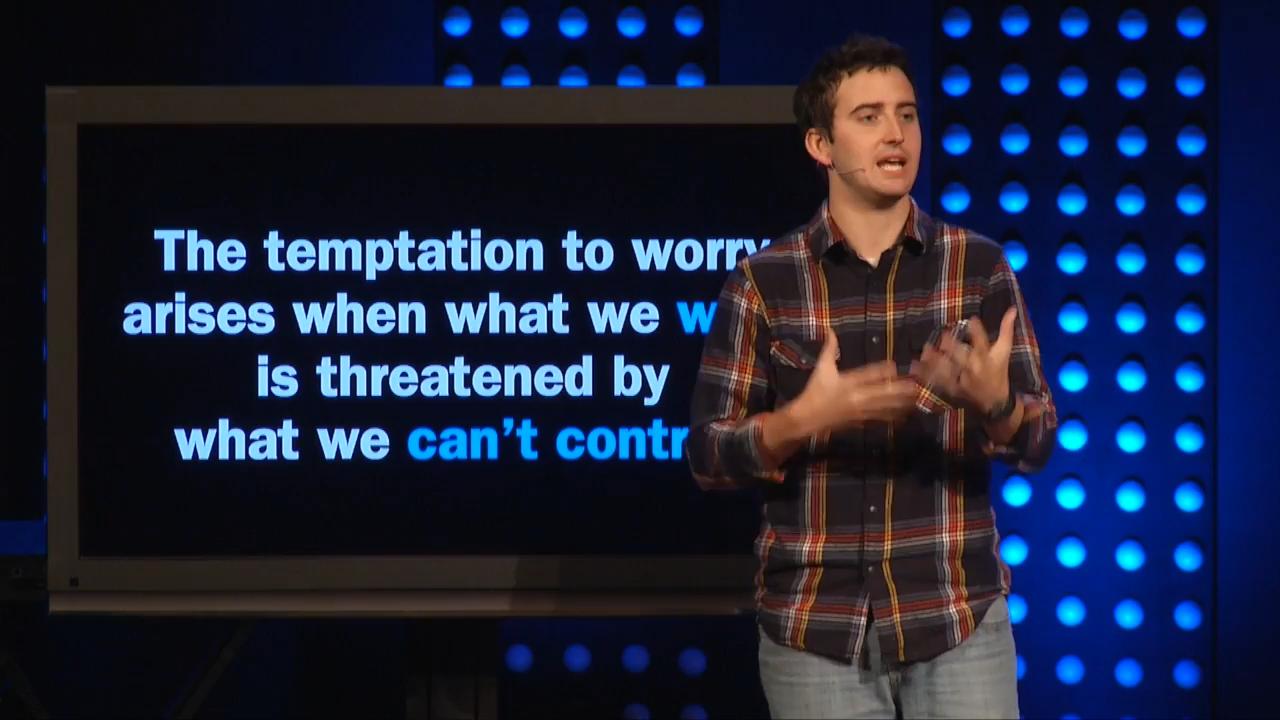 The temptation to worry
arises when what we
is threatened by
what we can't